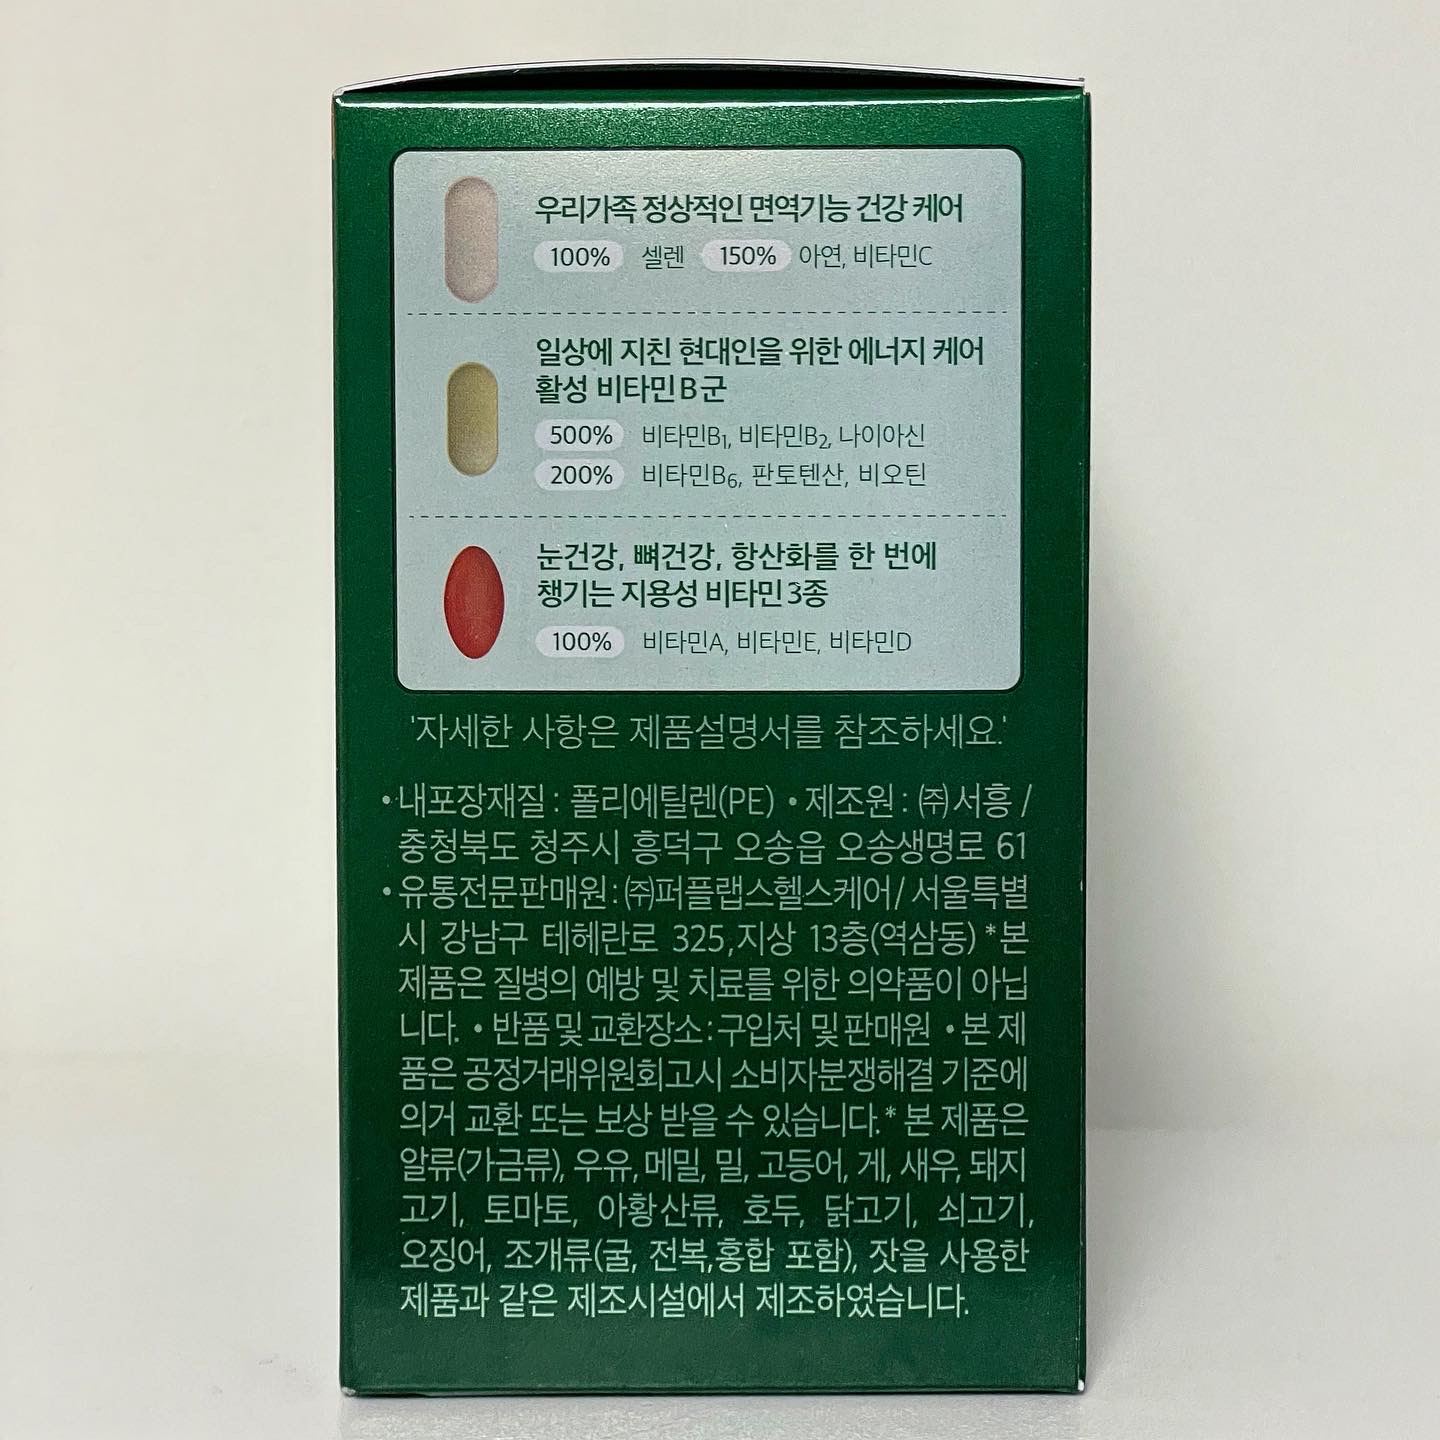 우리가족 정상적인 면역기능 건강 케어
100% 셀렌 150% 아연, 비타민C
일상에 지친 현대인을 위한 에너지 케어
활성 비타민B군
500% 비타민B₁, 비타민B₂, 나이아신
200% 비타민B₆, 판토텐산, 비오틴
눈건강, 뼈건강, 항산화를 한 번에
챙기는 지용성 비타민 3종
100% 비타민A, 비타민E, 비타민D
'자세한 사항은 제품설명서를 참조하세요.'
•내포장재질 : 폴리에틸렌(PE) •제조원 : ㈜서흥 /
충청북도 청주시 흥덕구 오송읍 오송생명로 61
•유통전문판매원 : ㈜퍼플랩스헬스케어/ 서울특별
시 강남구 테헤란로 325,지상 13층(역삼동) *본
제품은 질병의 예방 및 치료를 위한 의약품이 아닙
니다. •반품 및 교환장소 : 구입처 및 판매원 •본 제
품은 공정거래위원회고시 소비자분쟁해결 기준에
의거 교환 또는 보상 받을 수 있습니다.* 본 제품은
알류(가금류), 우유, 메밀, 밀, 고등어, 게, 새우, 돼지
고기, 토마토, 아황산류, 호두, 닭고기, 쇠고기,
오징어, 조개류(굴, 전복,홍합 포함), 잣을 사용한
제품과 같은 제조시설에서 제조하였습니다.